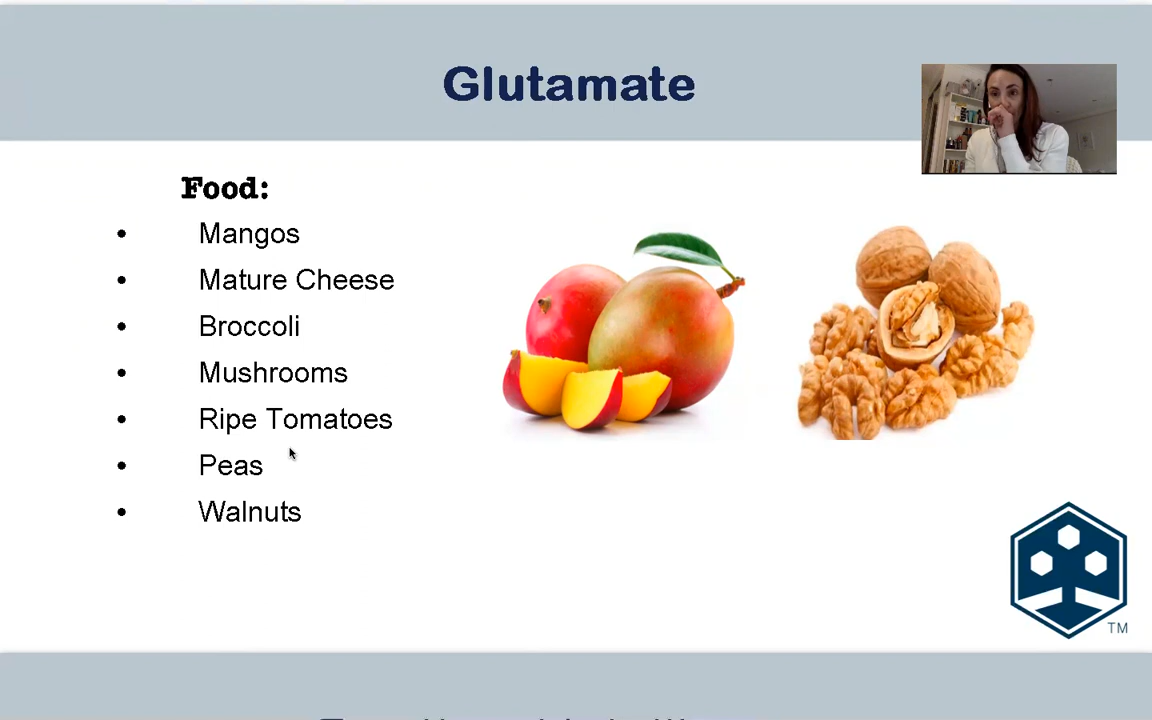 Glutamate
Food:
• Mangos
• Mature Cheese
• Broccoli
• Mushrooms
• Ripe Tomatoes
• Peas
• Walnuts
TM